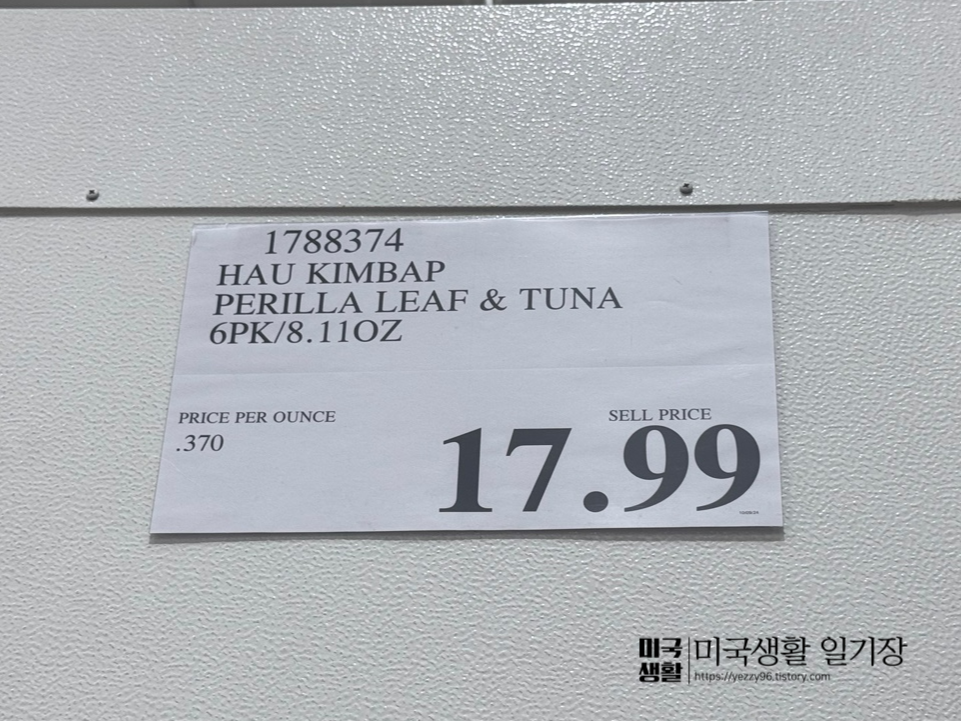 1788374
HAU KIMBAP
PERILLA LEAF & TUNA
6PK/8.11OZ
PRICE PER OUNCE
.370
SELL PRICE
17.99
미국
생활
미국생활 일기장
https://yezzy96.tistory.com